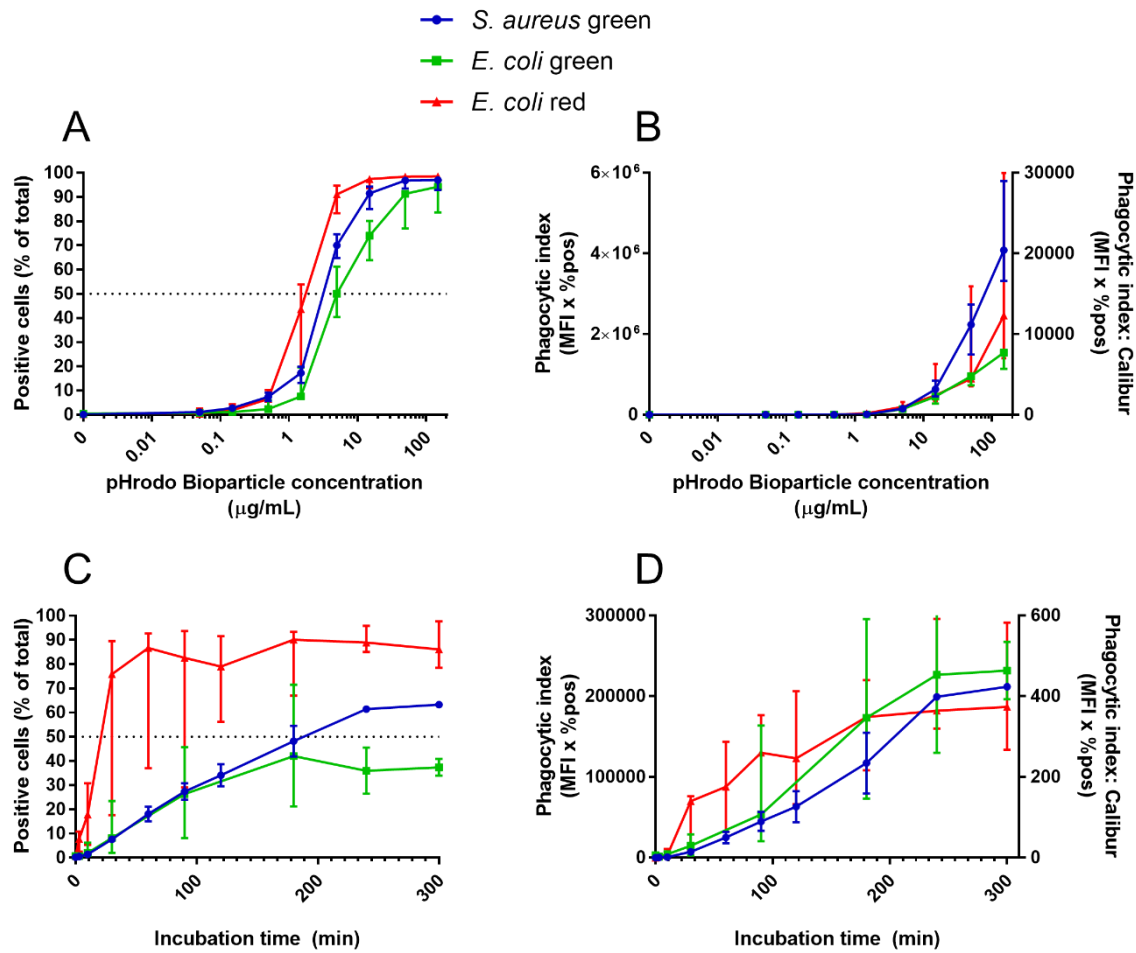 S. aureus green
E. coli green
E. coli red
A
Positive cells (% of total)
100
90
80
70
60
50
40
30
20
10
0
0
0.01
0.1
1
10
100
pHrodo Bioparticle concentration
(μg/mL)
B
Phagocytic index
(MFI x %pos)
6×10⁶
4×10⁶
2×10⁶
0
30000
20000
10000
0
Phagocytic index: Calibur
(MFI x %pos)
0
0.01
0.1
1
10
100
pHrodo Bioparticle concentration
(μg/mL)
C
Positive cells (% of total)
100
90
80
70
60
50
40
30
20
10
0
0
100
200
300
Incubation time (min)
D
Phagocytic index
(MFI x %pos)
300000
200000
100000
0
600
400
200
0
Phagocytic index: Calibur
(MFI x %pos)
0
100
200
300
Incubation time (min)